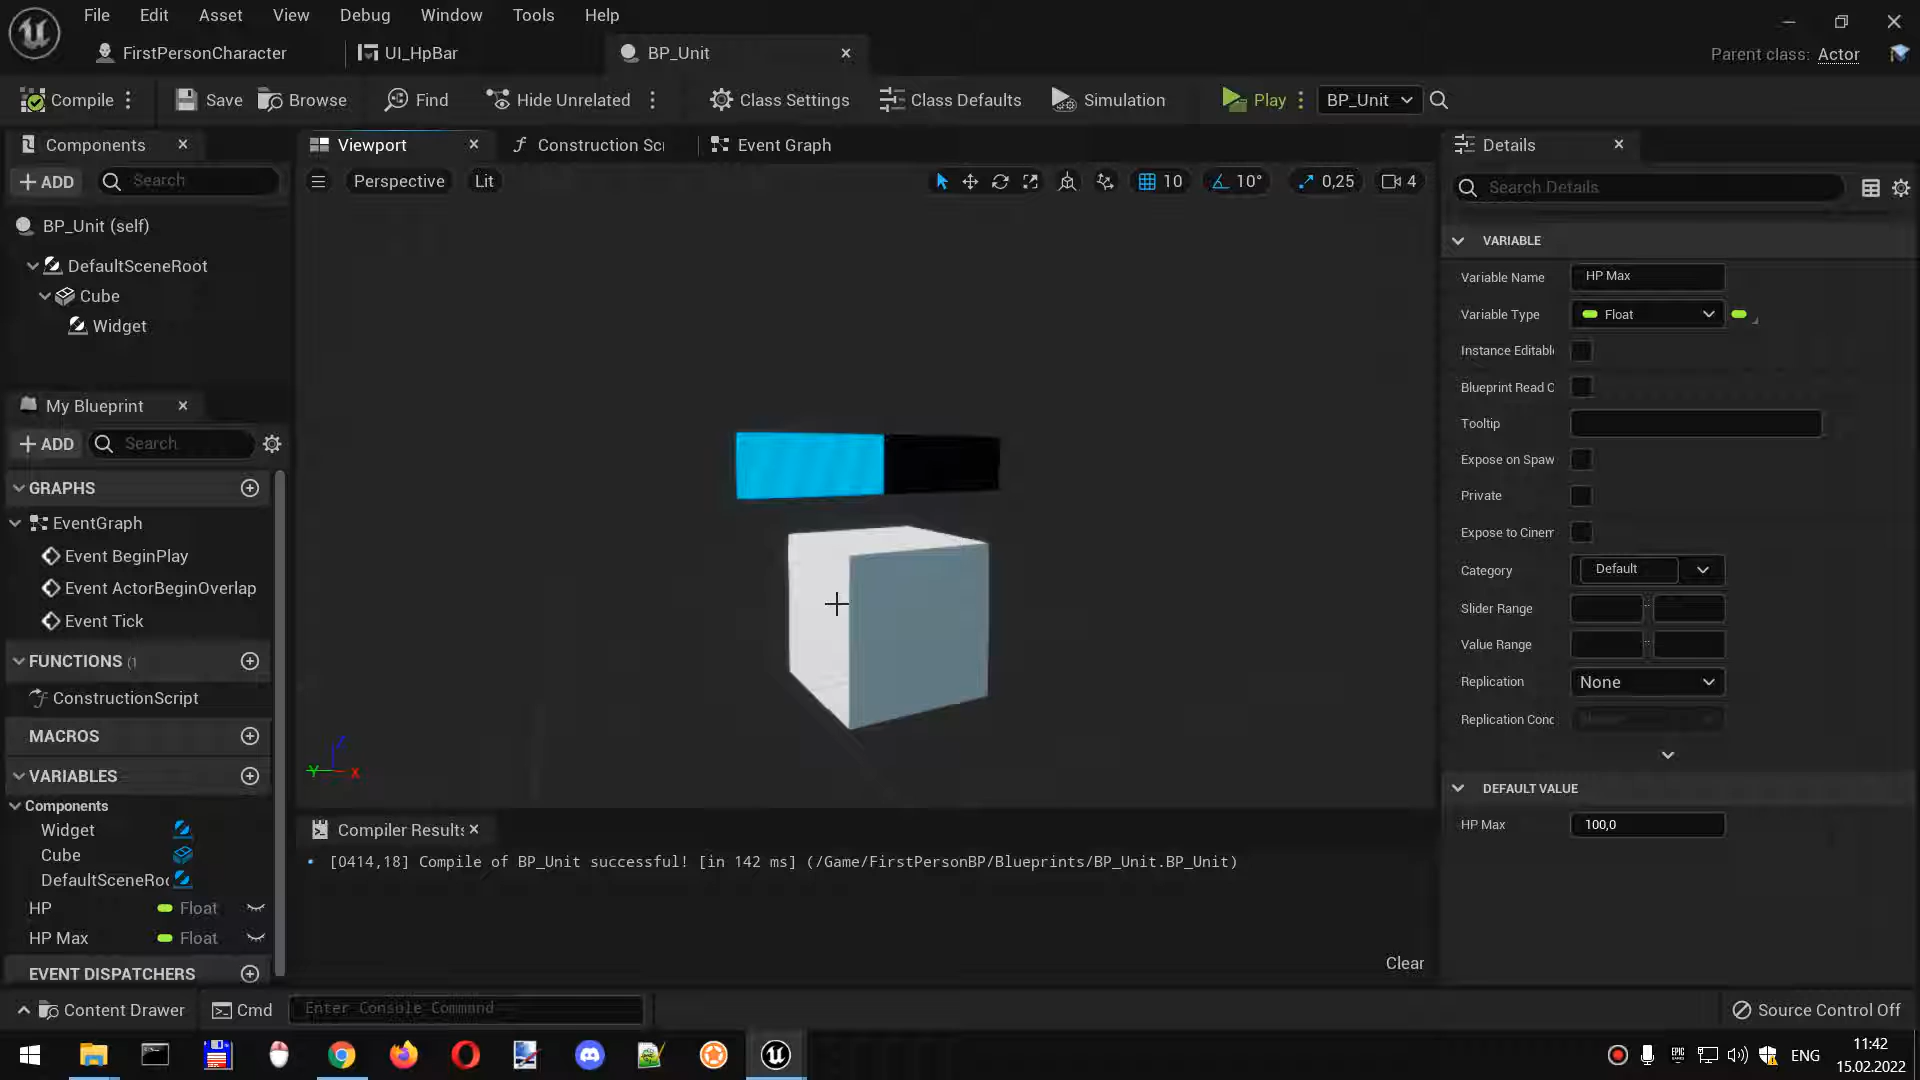 File Edit Asset View Debug Window Tools Help
FirstPersonCharacter UI_HpBar BP_Unit
Parent class: Actor
Compile Save Browse Find Hide Unrelated Class Settings Class Defaults Simulation Play BP_Unit
Components
ADD Search
BP_Unit (self)
DefaultSceneRoot
Cube
Widget
My Blueprint
ADD Search
GRAPHS
EventGraph
Event BeginPlay
Event ActorBeginOverlap
Event Tick
FUNCTIONS (1
ConstructionScript
MACROS
VARIABLES
Components
Widget
Cube
DefaultSceneRoo
HP Float
HP Max Float
EVENT DISPATCHERS
Viewport Construction Scr Event Graph
Perspective Lit 10 10° 0,25 4
Z
Y X
Compiler Results
[0414,18] Compile of BP_Unit successful! [in 142 ms] (/Game/FirstPersonBP/Blueprints/BP_Unit.BP_Unit)
Clear
Details
Search Details
VARIABLE
Variable Name HP Max
Variable Type Float
Instance Editabl
Blueprint Read O
Tooltip
Expose on Spaw
Private
Expose to Cinem
Category Default
Slider Range
Value Range
Replication None
Replication Conc
DEFAULT VALUE
HP Max 100,0
Content Drawer Cmd Enter Console Command
Source Control Off
EPIC
ENG
11:42
15.02.2022